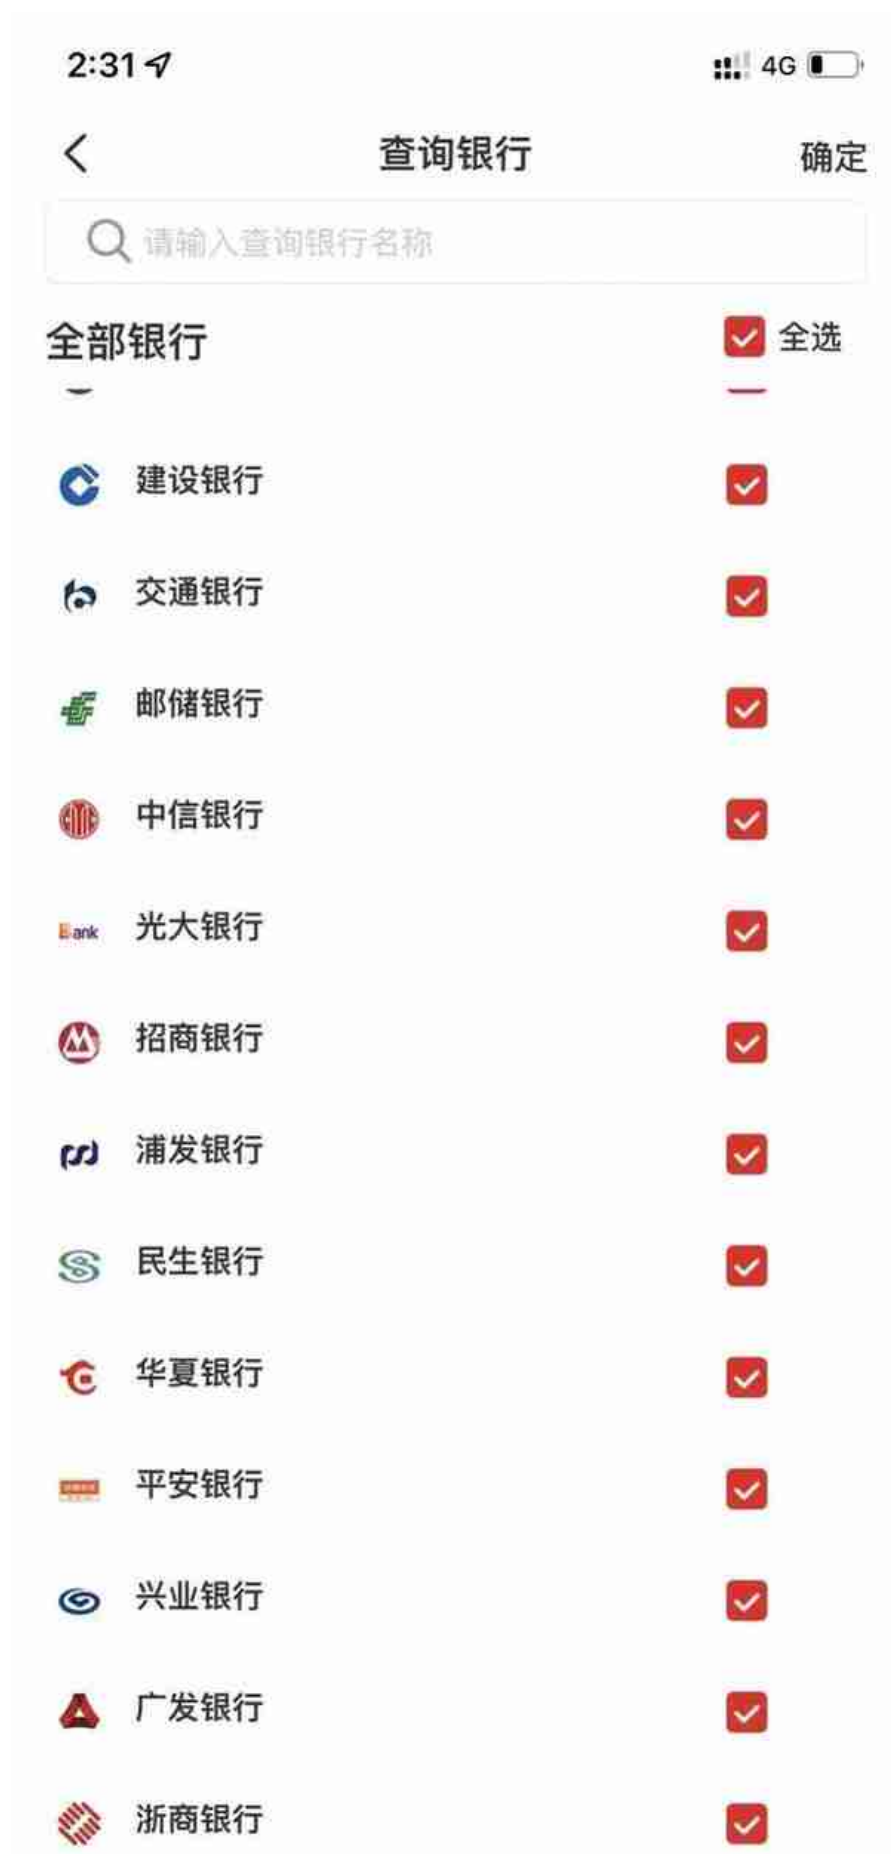 2:31
4G
查询银行
确定
请输入查询银行名称
全部银行
全选
建设银行
交通银行
邮储银行
中信银行
Bank
光大银行
招商银行
浦发银行
民生银行
华夏银行
平安银行
兴业银行
广发银行
浙商银行